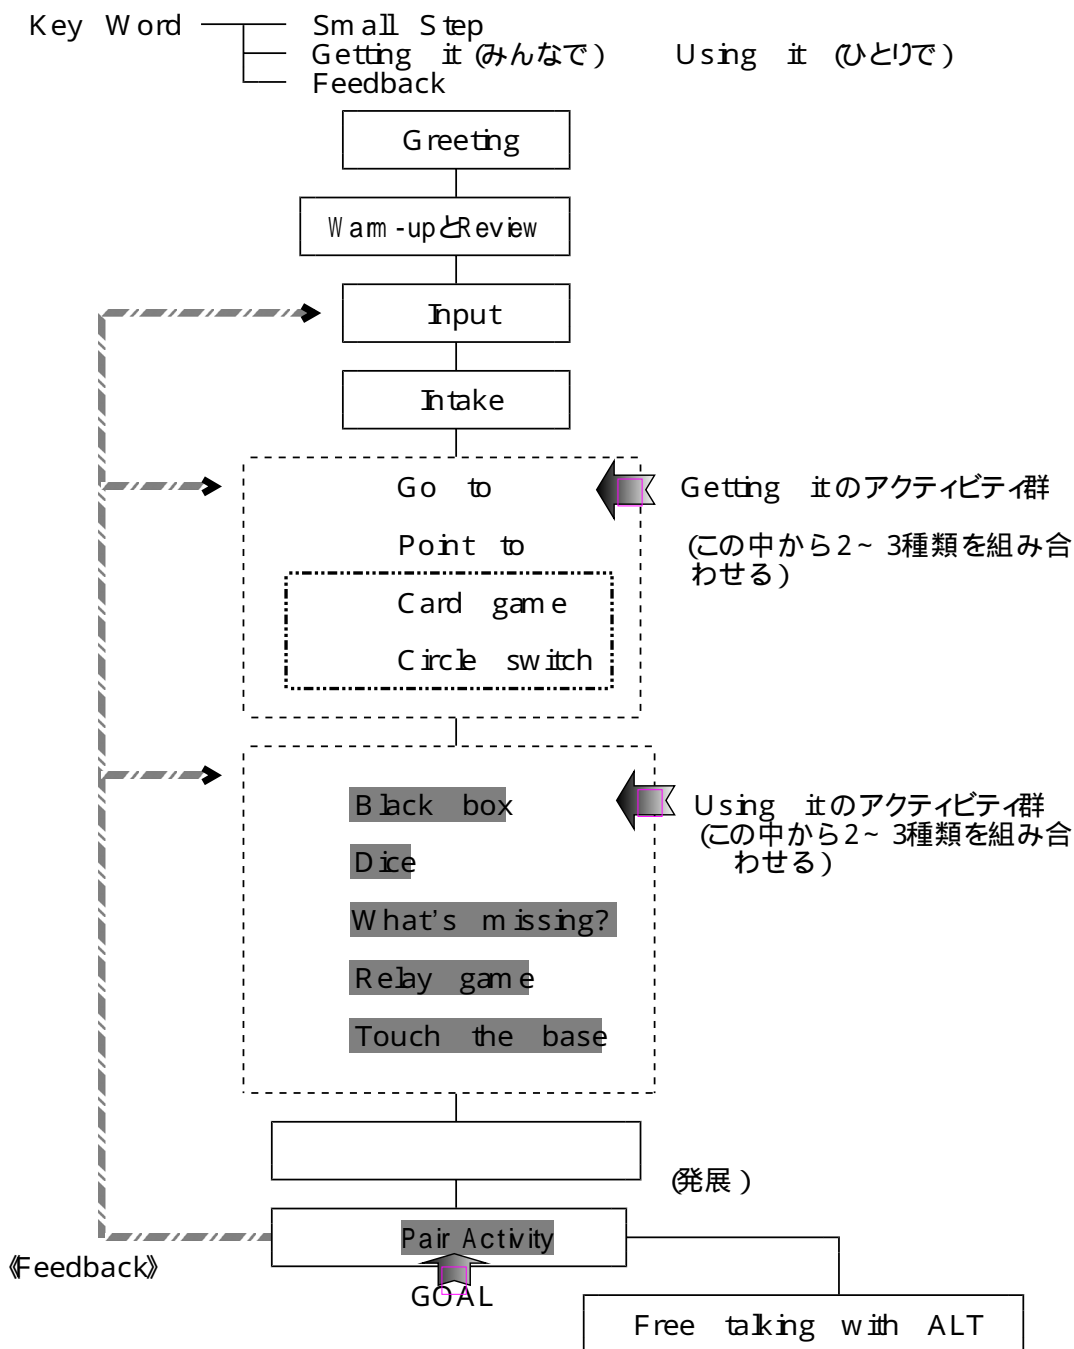 Key Word Small Step
Getting it (みんなで) Using it (ひとりで)
Feedback
Greeting
Warm-upとReview
Input
Intake
Go to
Getting itのアクティビティ群
Point to
(この中から2~3種類を組み合
わせる)
Card game
Circle switch
Black box
Using itのアクティビティ群
(この中から2~3種類を組み合
わせる)
Dice
What's missing?
Relay game
Touch the base
(発展)
Pair Activity
《Feedback》
GOAL
Free talking with ALT